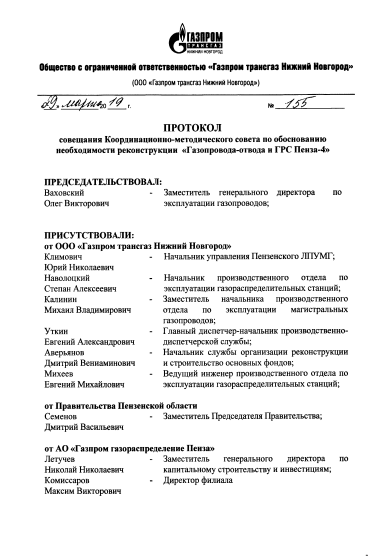 ГАЗПРОМ
ТРАНСГАЗ
НИЖНИЙ НОВГОРОД
Общество с ограниченной ответственностью «Газпром трансгаз Нижний Новгород»
(ООО «Газпром трансгаз Нижний Новгород»)
29. марта 2019 г. № 155
ПРОТОКОЛ
совещания Координационно-методического совета по обоснованию
необходимости реконструкции «Газопровода-отвода и ГРС Пенза-4»
ПРЕДСЕДАТЕЛЬСТВОВАЛ:
Ваховский - Заместитель генерального директора по
Олег Викторович эксплуатации газопроводов;
ПРИСУТСТВОВАЛИ:
от ООО «Газпром трансгаз Нижний Новгород»
Климович - Начальник управления Пензенского ЛПУМГ;
Юрий Николаевич
Наволоцкий - Начальник производственного отдела по
Степан Алексеевич эксплуатации газораспределительных станций;
Калинин - Заместитель начальника производственного
Михаил Владимирович отдела по эксплуатации магистральных
газопроводов;
Уткин - Главный диспетчер-начальник производственно-
Евгений Александрович диспетчерской службы;
Аверьянов - Начальник службы организации реконструкции
Дмитрий Вениаминович и строительство основных фондов;
Михеев - Ведущий инженер производственного отдела по
Евгений Михайлович эксплуатации газораспределительных станций;
от Правительства Пензенской области
Семенов - Заместитель Председателя Правительства;
Дмитрий Васильевич
от АО «Газпром газораспределение Пенза»
Летучев - Заместитель генерального директора по
Николай Николаевич капитальному строительству и инвестициям;
Комиссаров - Директор филиала
Максим Викторович